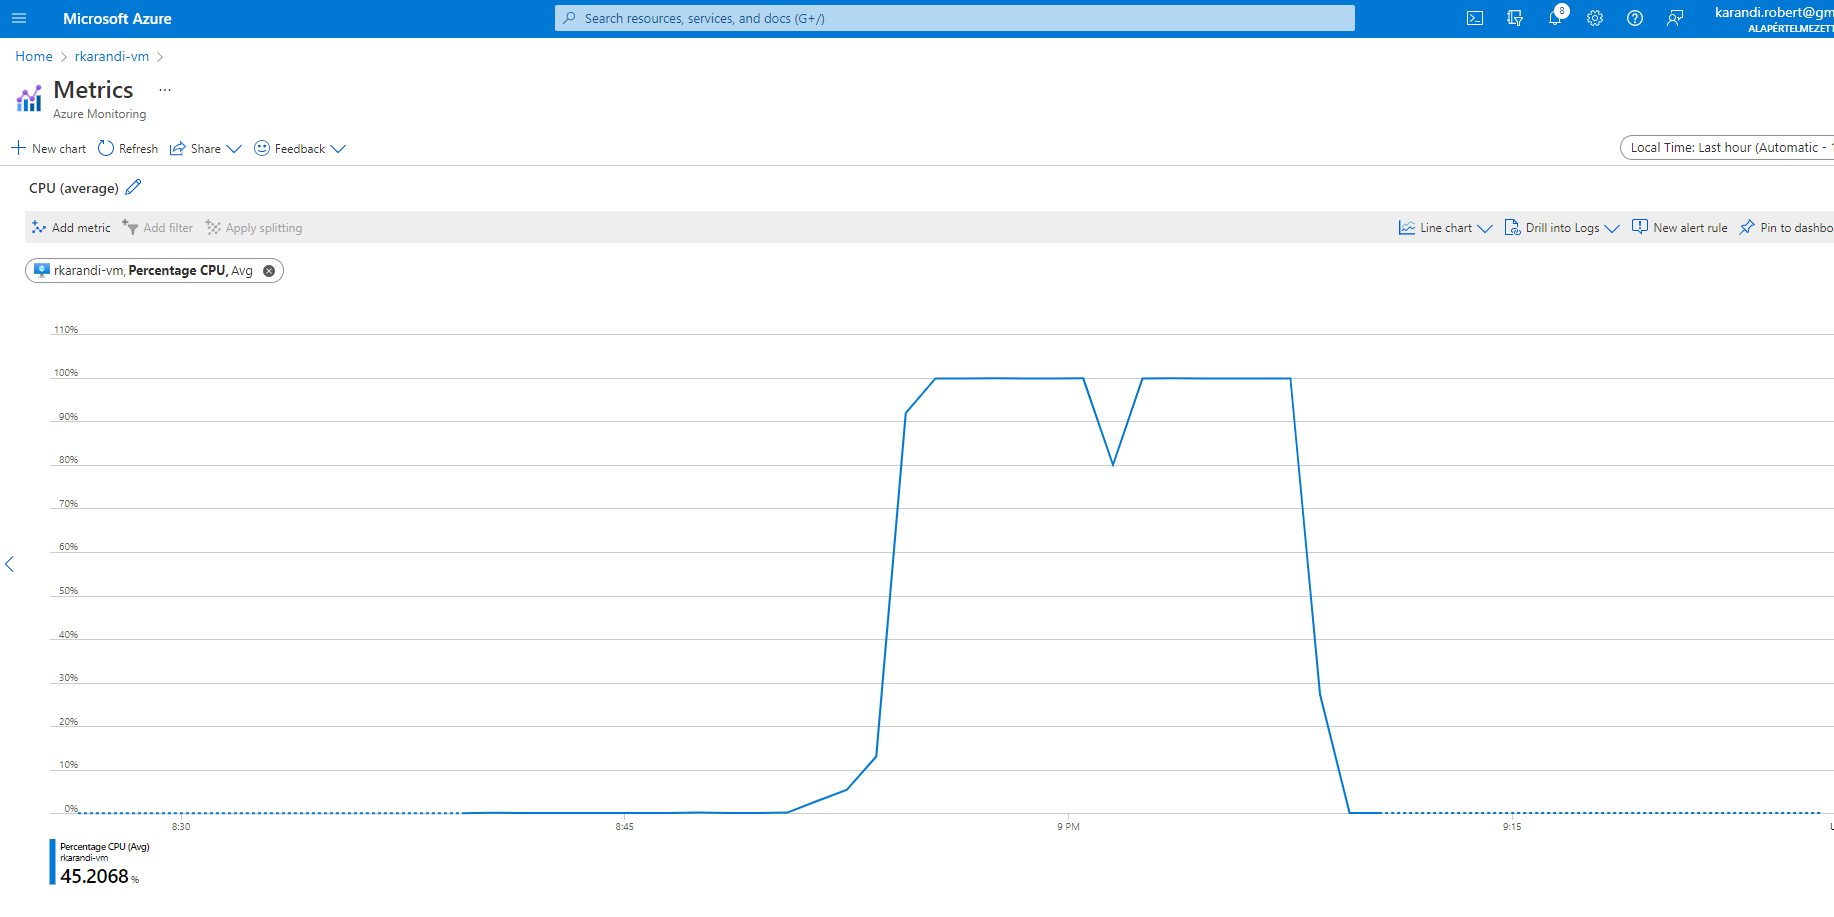 Microsoft Azure
Search resources, services, and docs (G+/)
8
karandi.robert@gm
ALAPÉRTELMEZETT
Home
rkarandi-vm
Metrics ...
Azure Monitoring
New chart
Refresh
Share
Feedback
Local Time: Last hour (Automatic - 1
CPU (average)
Add metric
Add filter
Apply splitting
Line chart
Drill into Logs
New alert rule
Pin to dashbo
rkarandi-vm, Percentage CPU, Avg
110%
100%
90%
80%
70%
60%
50%
40%
30%
20%
10%
0%
8:30
8:45
9 PM
9:15
Percentage CPU (Avg)
rkarandi-vm
45.2068 %